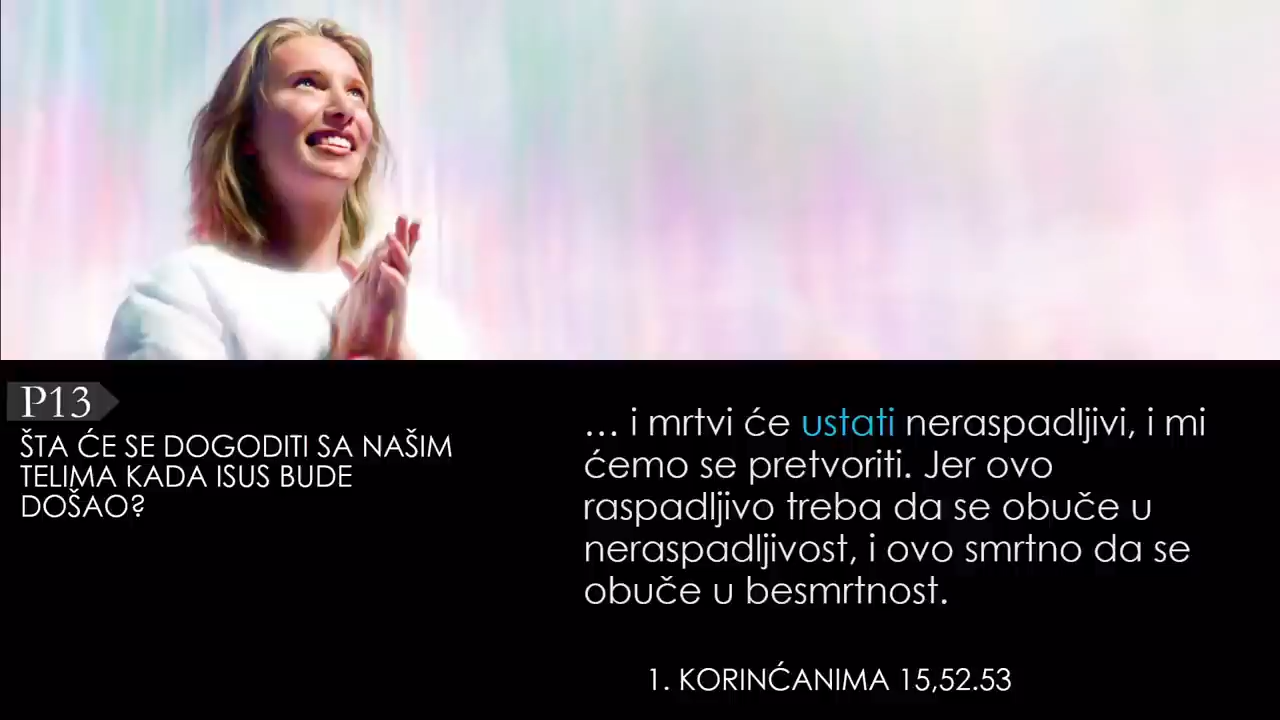 P13
ŠTA ĆE SE DOGODITI SA NAŠIM
TELIMA KADA ISUS BUDE
DOŠAO?
… i mrtvi će ustati neraspadljivi, i mi
ćemo se pretvoriti. Jer ovo
raspadljivo treba da se obuče u
neraspadljivost, i ovo smrtno da se
obuče u besmrtnost.
1. KORINĆANIMA 15,52.53